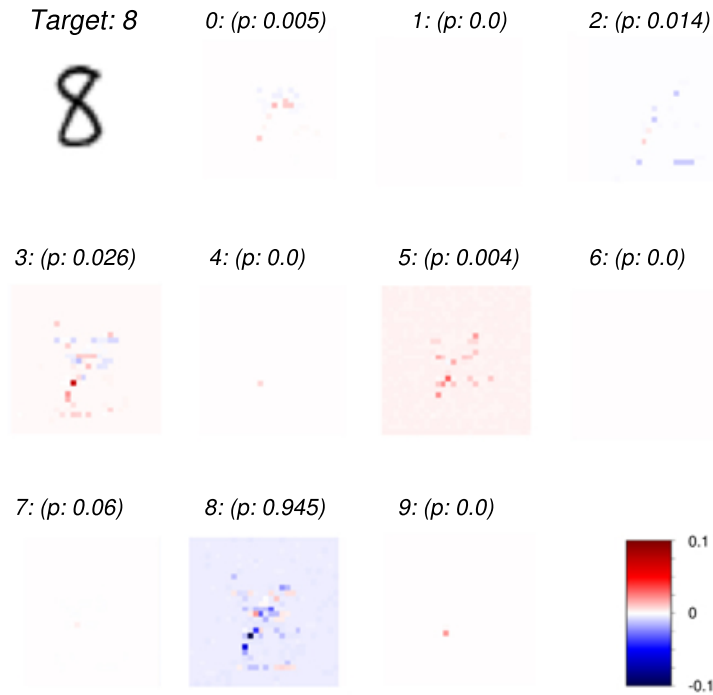 Target: 8
0: (p: 0.005)
1: (p: 0.0)
2: (p: 0.014)
8
3: (p: 0.026)
4: (p: 0.0)
5: (p: 0.004)
6: (p: 0.0)
7: (p: 0.06)
8: (p: 0.945)
9: (p: 0.0)
0.1
0
-0.1